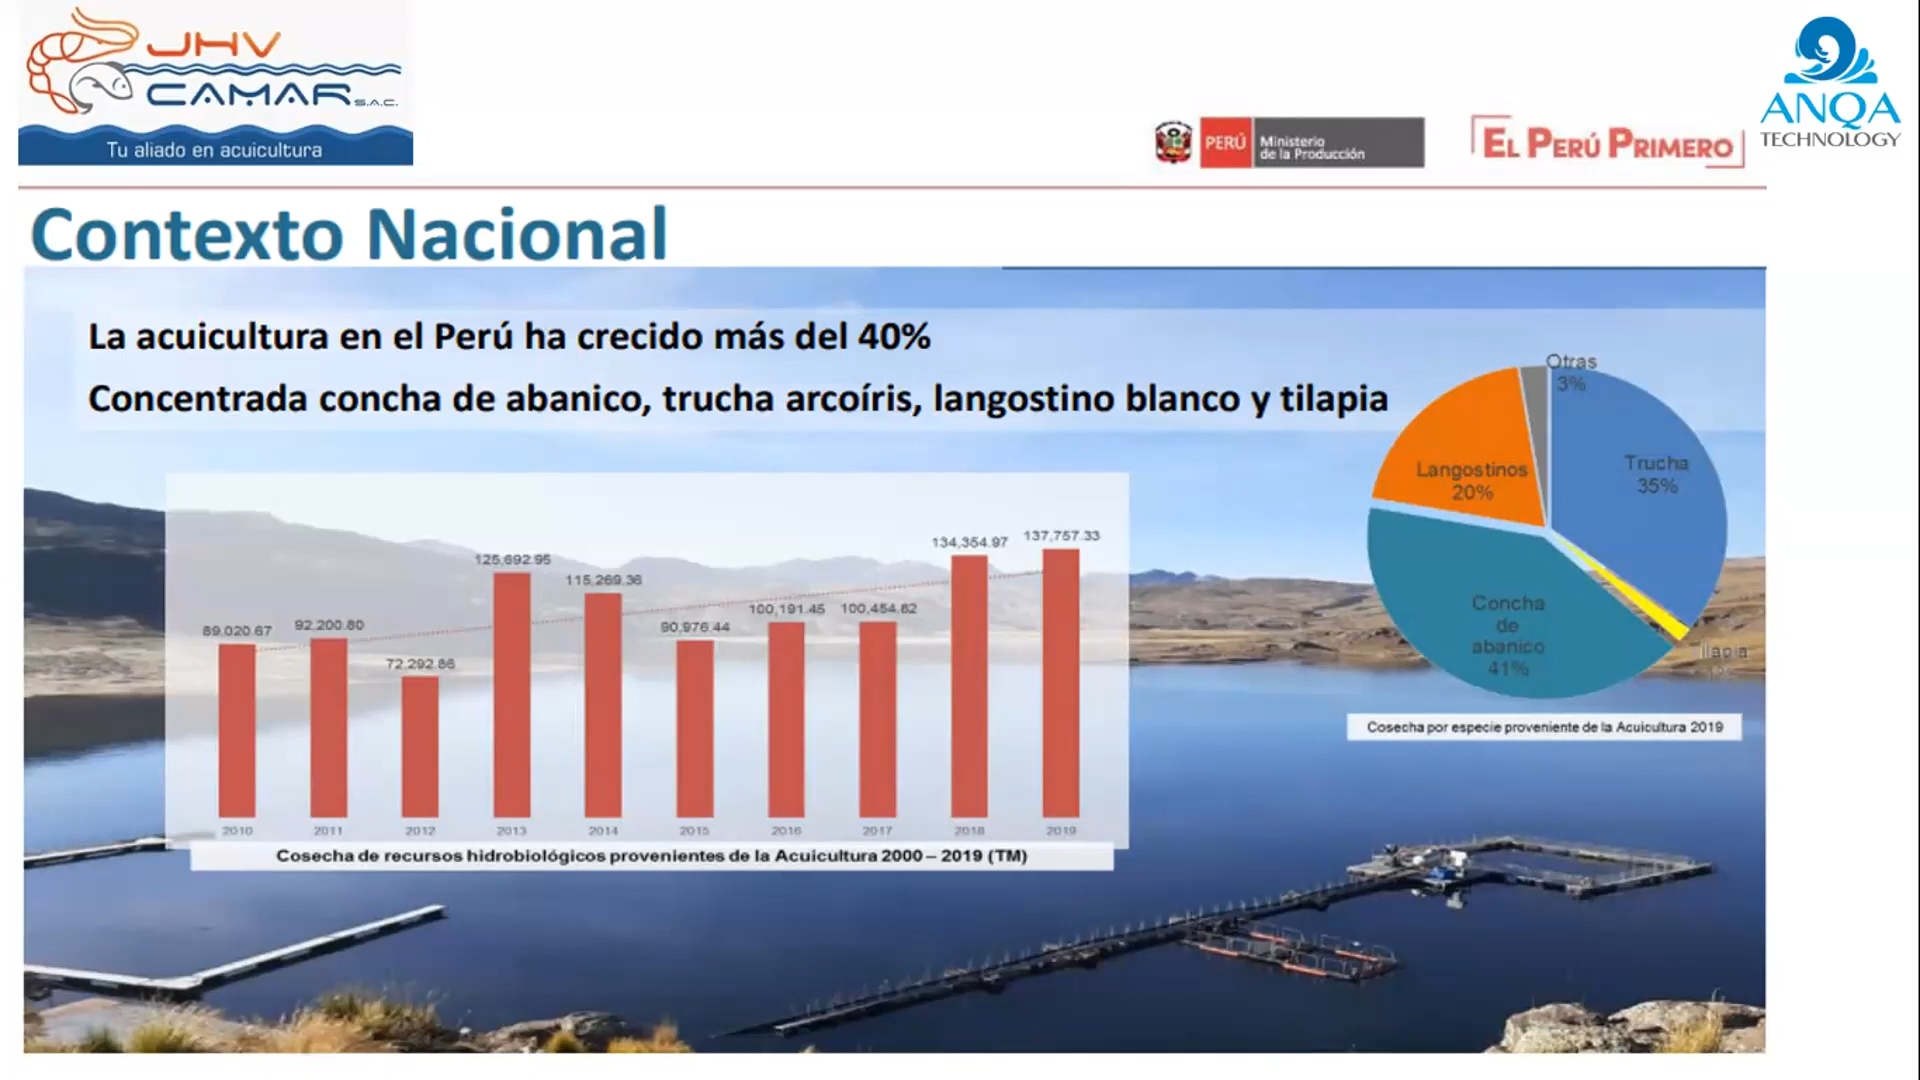 JHV
CAMAR S.A.C.
Tu aliado en acuicultura
PERÚ
Ministerio
de la Producción
EL PERÚ PRIMERO
ANQA
TECHNOLOGY
Contexto Nacional
La acuicultura en el Perú ha crecido más del 40%
Concentrada concha de abanico, trucha arcoíris, langostino blanco y tilapia
89,020.67
92,200.80
72,292.86
125,692.95
115,269.36
90,976.44
100,191.45
100,454.82
134,354.97
137,757.33
2010
2011
2012
2013
2014
2015
2016
2017
2018
2019
Cosecha de recursos hidrobiológicos provenientes de la Acuicultura 2000 – 2019 (TM)
Otras
3%
Trucha
35%
Langostinos
20%
Concha
de
abanico
41%
Cosecha por especie proveniente de la Acuicultura 2019